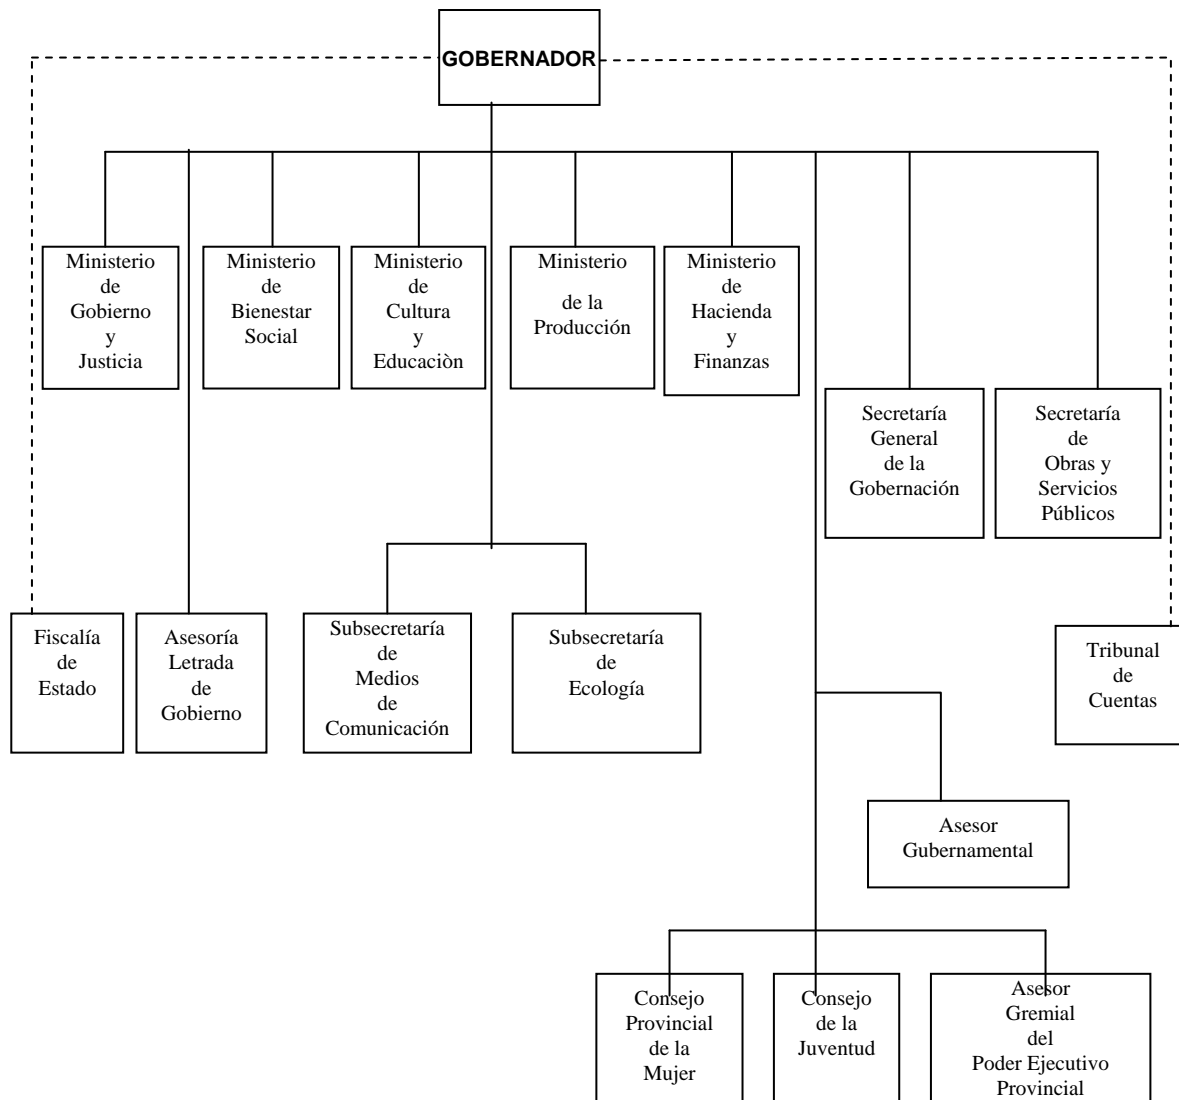 GOBERNADOR
Ministerio
de
Gobierno
y
Justicia
Ministerio
de
Bienestar
Social
Ministerio
de
Cultura
y
Educaciòn
Ministerio
de la
Producción
Ministerio
de
Hacienda
y
Finanzas
Secretaría
General
de la
Gobernación
Secretaría
de
Obras y
Servicios
Públicos
Fiscalía
de
Estado
Asesoría
Letrada
de
Gobierno
Subsecretaría
de
Medios
de
Comunicación
Subsecretaría
de
Ecología
Tribunal
de
Cuentas
Asesor
Gubernamental
Consejo
Provincial
de la
Mujer
Consejo
de la
Juventud
Asesor
Gremial
del
Poder Ejecutivo
Provincial